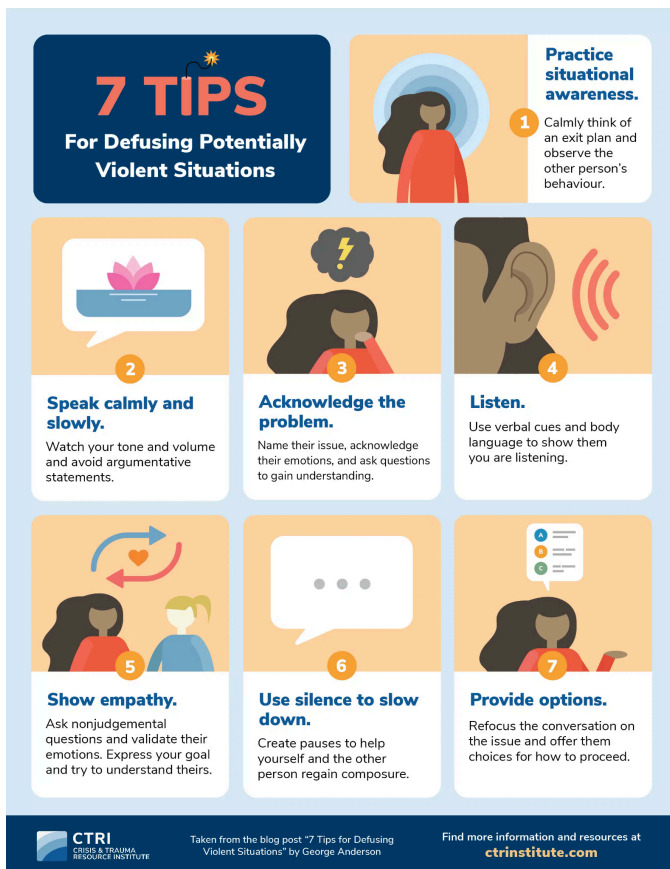 7 TIPS
For Defusing Potentially
Violent Situations
1
Practice
situational
awareness.
Calmly think of
an exit plan and
observe the
other person's
behaviour.
2
Speak calmly and
slowly.
Watch your tone and volume
and avoid argumentative
statements.
3
Acknowledge the
problem.
Name their issue, acknowledge
their emotions, and ask questions
to gain understanding.
4
Listen.
Use verbal cues and body
language to show them
you are listening.
5
Show empathy.
Ask nonjudgemental
questions and validate their
emotions. Express your goal
and try to understand theirs.
6
Use silence to slow
down.
Create pauses to help
yourself and the other
person regain composure.
A
B
C
7
Provide options.
Refocus the conversation on
the issue and offer them
choices for how to proceed.
CTRI
CRISIS & TRAUMA
RESOURCE INSTITUTE
Taken from the blog post "7 Tips for Defusing
Violent Situations" by George Anderson
Find more information and resources at
ctrinstitute.com